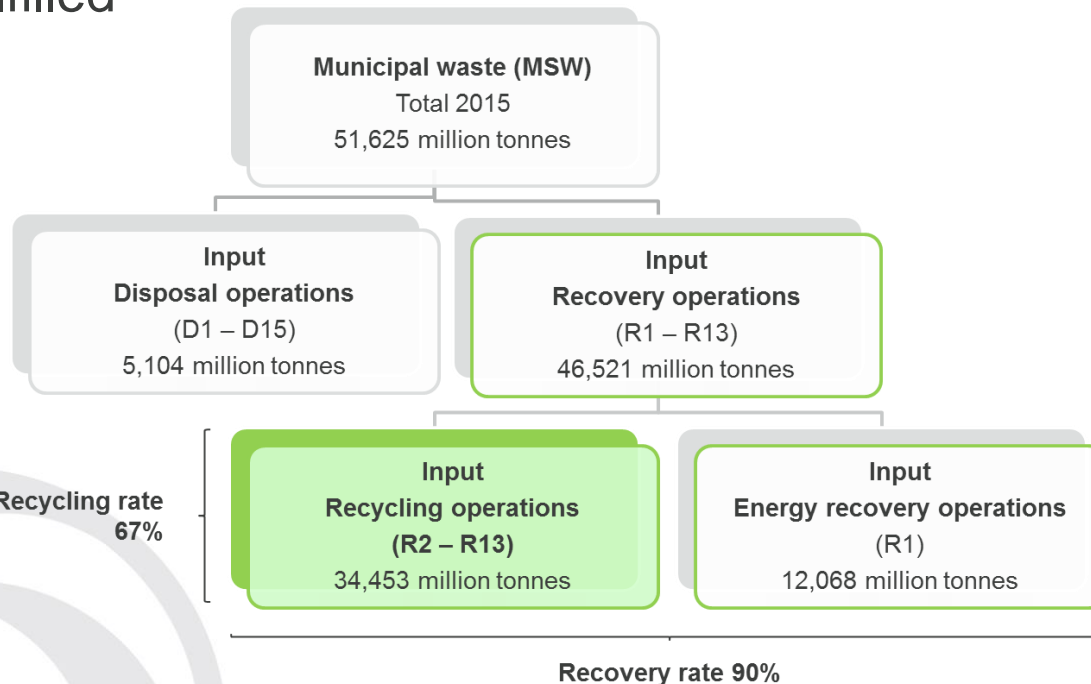 Municipal waste (MSW)
Total 2015
51,625 million tonnes
Input
Disposal operations
(D1 – D15)
5,104 million tonnes
Input
Recovery operations
(R1 – R13)
46,521 million tonnes
Recycling rate
67%
Input
Recycling operations
(R2 – R13)
34,453 million tonnes
Input
Energy recovery operations
(R1)
12,068 million tonnes
Recovery rate 90%